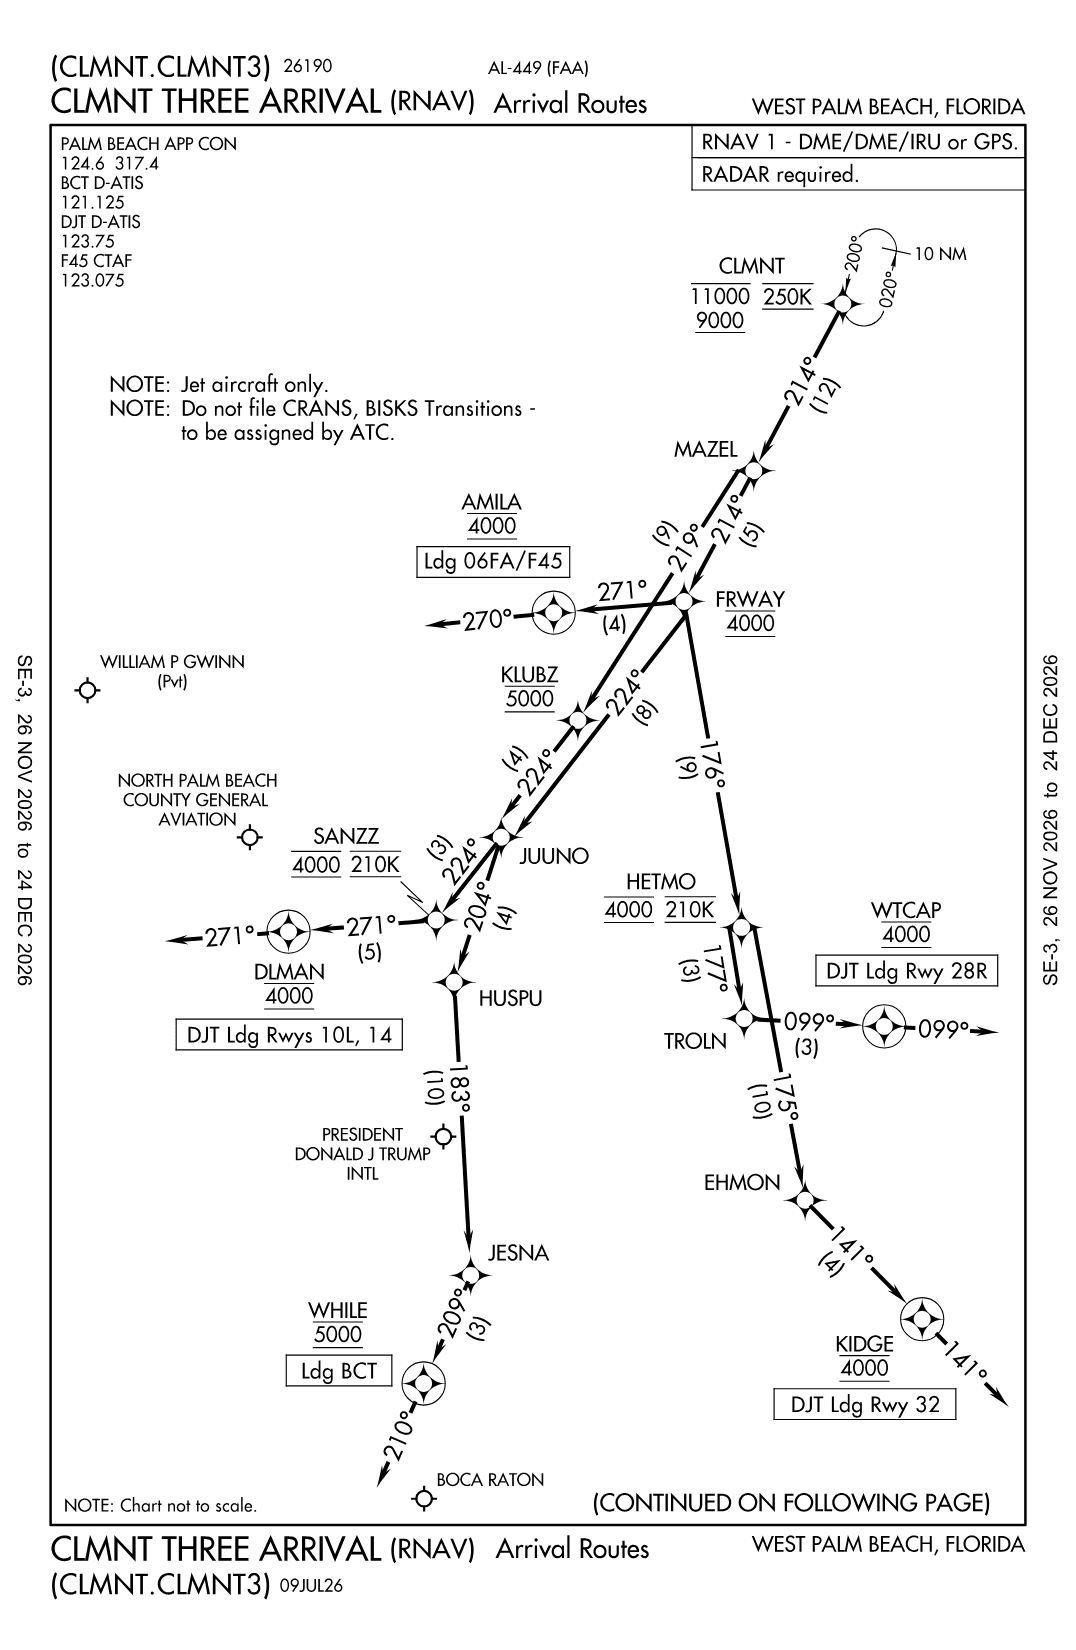 (CLMNT.CLMNT3) 26190
AL-449 (FAA)
CLMNT THREE ARRIVAL (RNAV) Arrival Routes
WEST PALM BEACH, FLORIDA
PALM BEACH APP CON
124.6 317.4
BCT D-ATIS
121.125
DJT D-ATIS
123.75
F45 CTAF
123.075
RNAV 1 - DME/DME/IRU or GPS.
RADAR required.
200°
020°
10 NM
CLMNT
11000 250K
9000
214°
(12)
NOTE: Jet aircraft only.
NOTE: Do not file CRANS, BISKS Transitions -
to be assigned by ATC.
MAZEL
(9)
219°
214°
(5)
AMILA
4000
Ldg 06FA/F45
271°
(4)
270°
FRWAY
4000
WILLIAM P GWINN
(Pvt)
KLUBZ
5000
224°
(8)
(4)
224°
176°
(9)
NORTH PALM BEACH
COUNTY GENERAL
AVIATION
SANZZ
4000 210K
(3)
224°
JUUNO
204°
(4)
HETMO
4000 210K
WTCAP
4000
DJT Ldg Rwy 28R
271°
271°
(5)
DLMAN
4000
DJT Ldg Rwys 10L, 14
HUSPU
177°
(3)
TROLN
099°
(3)
099°
183°
(10)
175°
(10)
PRESIDENT
DONALD J TRUMP
INTL
EHMON
141°
(4)
JESNA
209°
(3)
WHILE
5000
Ldg BCT
210°
KIDGE
4000
DJT Ldg Rwy 32
141°
BOCA RATON
NOTE: Chart not to scale.
(CONTINUED ON FOLLOWING PAGE)
SE-3, 26 NOV 2026 to 24 DEC 2026
SE-3, 26 NOV 2026 to 24 DEC 2026
CLMNT THREE ARRIVAL (RNAV) Arrival Routes
WEST PALM BEACH, FLORIDA
(CLMNT.CLMNT3) 09JUL26